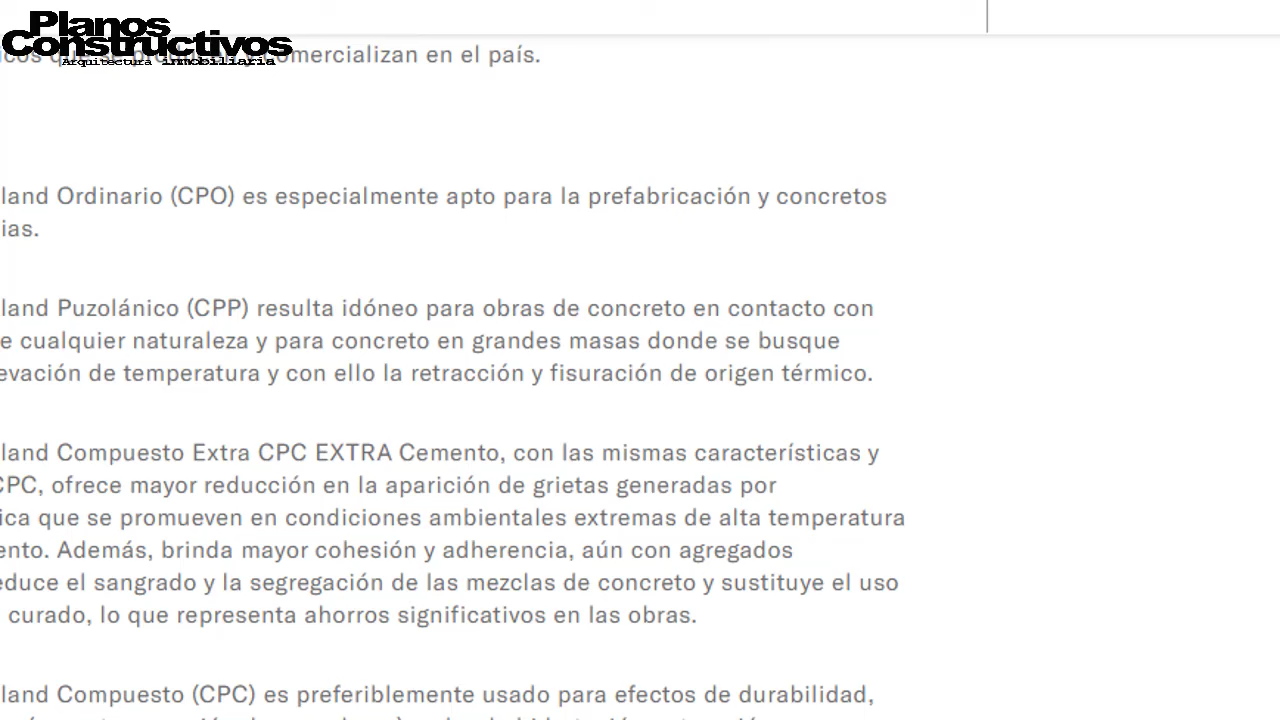 Planos
Constructivos
Arquitectura inmobiliaria
comercializan en el país.
land Ordinario (CPO) es especialmente apto para la prefabricación y concretos
ias.
land Puzolánico (CPP) resulta idóneo para obras de concreto en contacto con
e cualquier naturaleza y para concreto en grandes masas donde se busque
evación de temperatura y con ello la retracción y fisuración de origen térmico.
land Compuesto Extra CPC EXTRA Cemento, con las mismas características y
CPC, ofrece mayor reducción en la aparición de grietas generadas por
ica que se promueven en condiciones ambientales extremas de alta temperatura
ento. Además, brinda mayor cohesión y adherencia, aún con agregados
educe el sangrado y la segregación de las mezclas de concreto y sustituye el uso
curado, lo que representa ahorros significativos en las obras.
land Compuesto (CPC) es preferiblemente usado para efectos de durabilidad,